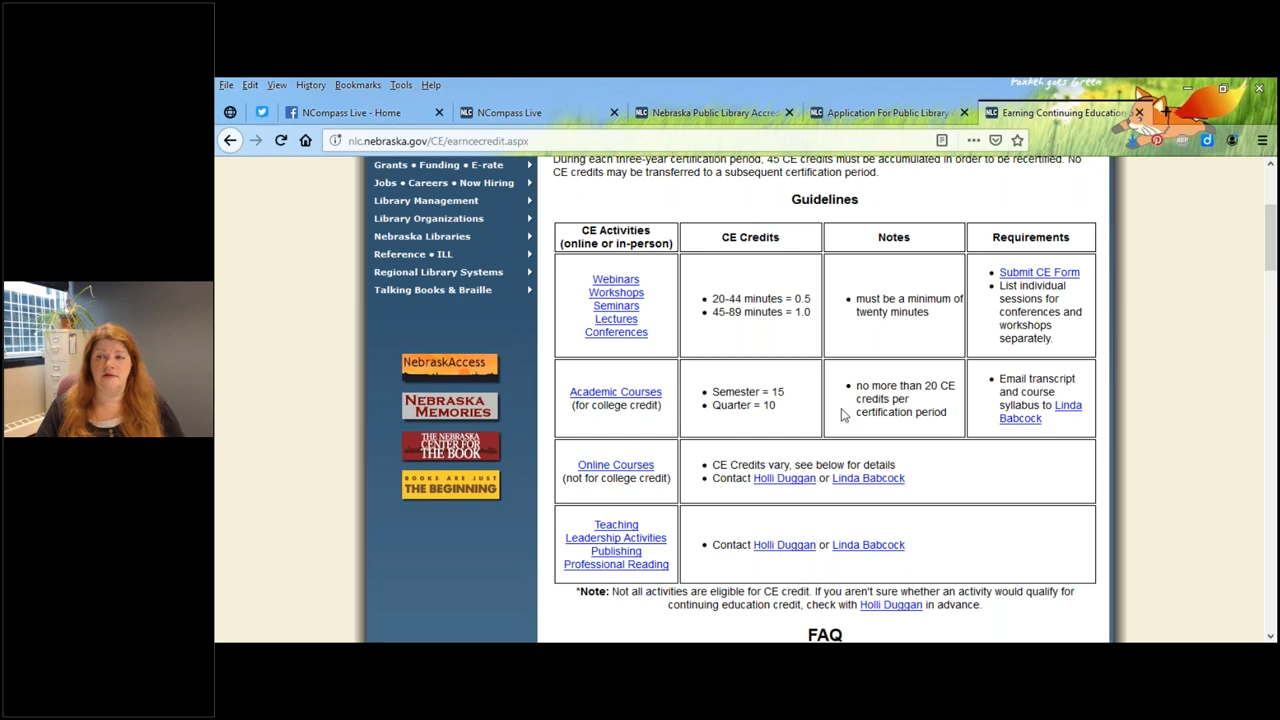 foxkeh goes Green
File Edit View History Bookmarks Tools Help
NCompass Live - Home
NLC NCompass Live
NLC Nebraska Public Library Accred
NLC Application For Public Library
NLC Earning Continuing Education
nlc.nebraska.gov/CE/earncecredit.aspx
ABP
Grants • Funding • E-rate
Jobs • Careers • Now Hiring
Library Management
Library Organizations
Nebraska Libraries
Reference • ILL
Regional Library Systems
Talking Books & Braille
NebraskAccess
NEBRASKA
MEMORIES
THE NEBRASKA
CENTER FOR
THE BOOK
BOOKS ARE JUST
THE BEGINNING
During each three-year certification period, 45 CE credits must be accumulated in order to be recertified. No
CE credits may be transferred to a subsequent certification period.
Guidelines
CE Activities
(online or in-person)
CE Credits
Notes
Requirements
Webinars
Workshops
Seminars
Lectures
Conferences
• 20-44 minutes = 0.5
• 45-89 minutes = 1.0
• must be a minimum of
twenty minutes
• Submit CE Form
• List individual
sessions for
conferences and
workshops
separately.
Academic Courses
(for college credit)
• Semester = 15
• Quarter = 10
• no more than 20 CE
credits per
certification period
• Email transcript
and course
syllabus to Linda
Babcock
Online Courses
(not for college credit)
• CE Credits vary, see below for details
• Contact Holli Duggan or Linda Babcock
Teaching
Leadership Activities
Publishing
Professional Reading
• Contact Holli Duggan or Linda Babcock
*Note: Not all activities are eligible for CE credit. If you aren't sure whether an activity would qualify for
continuing education credit, check with Holli Duggan in advance.
FAQ